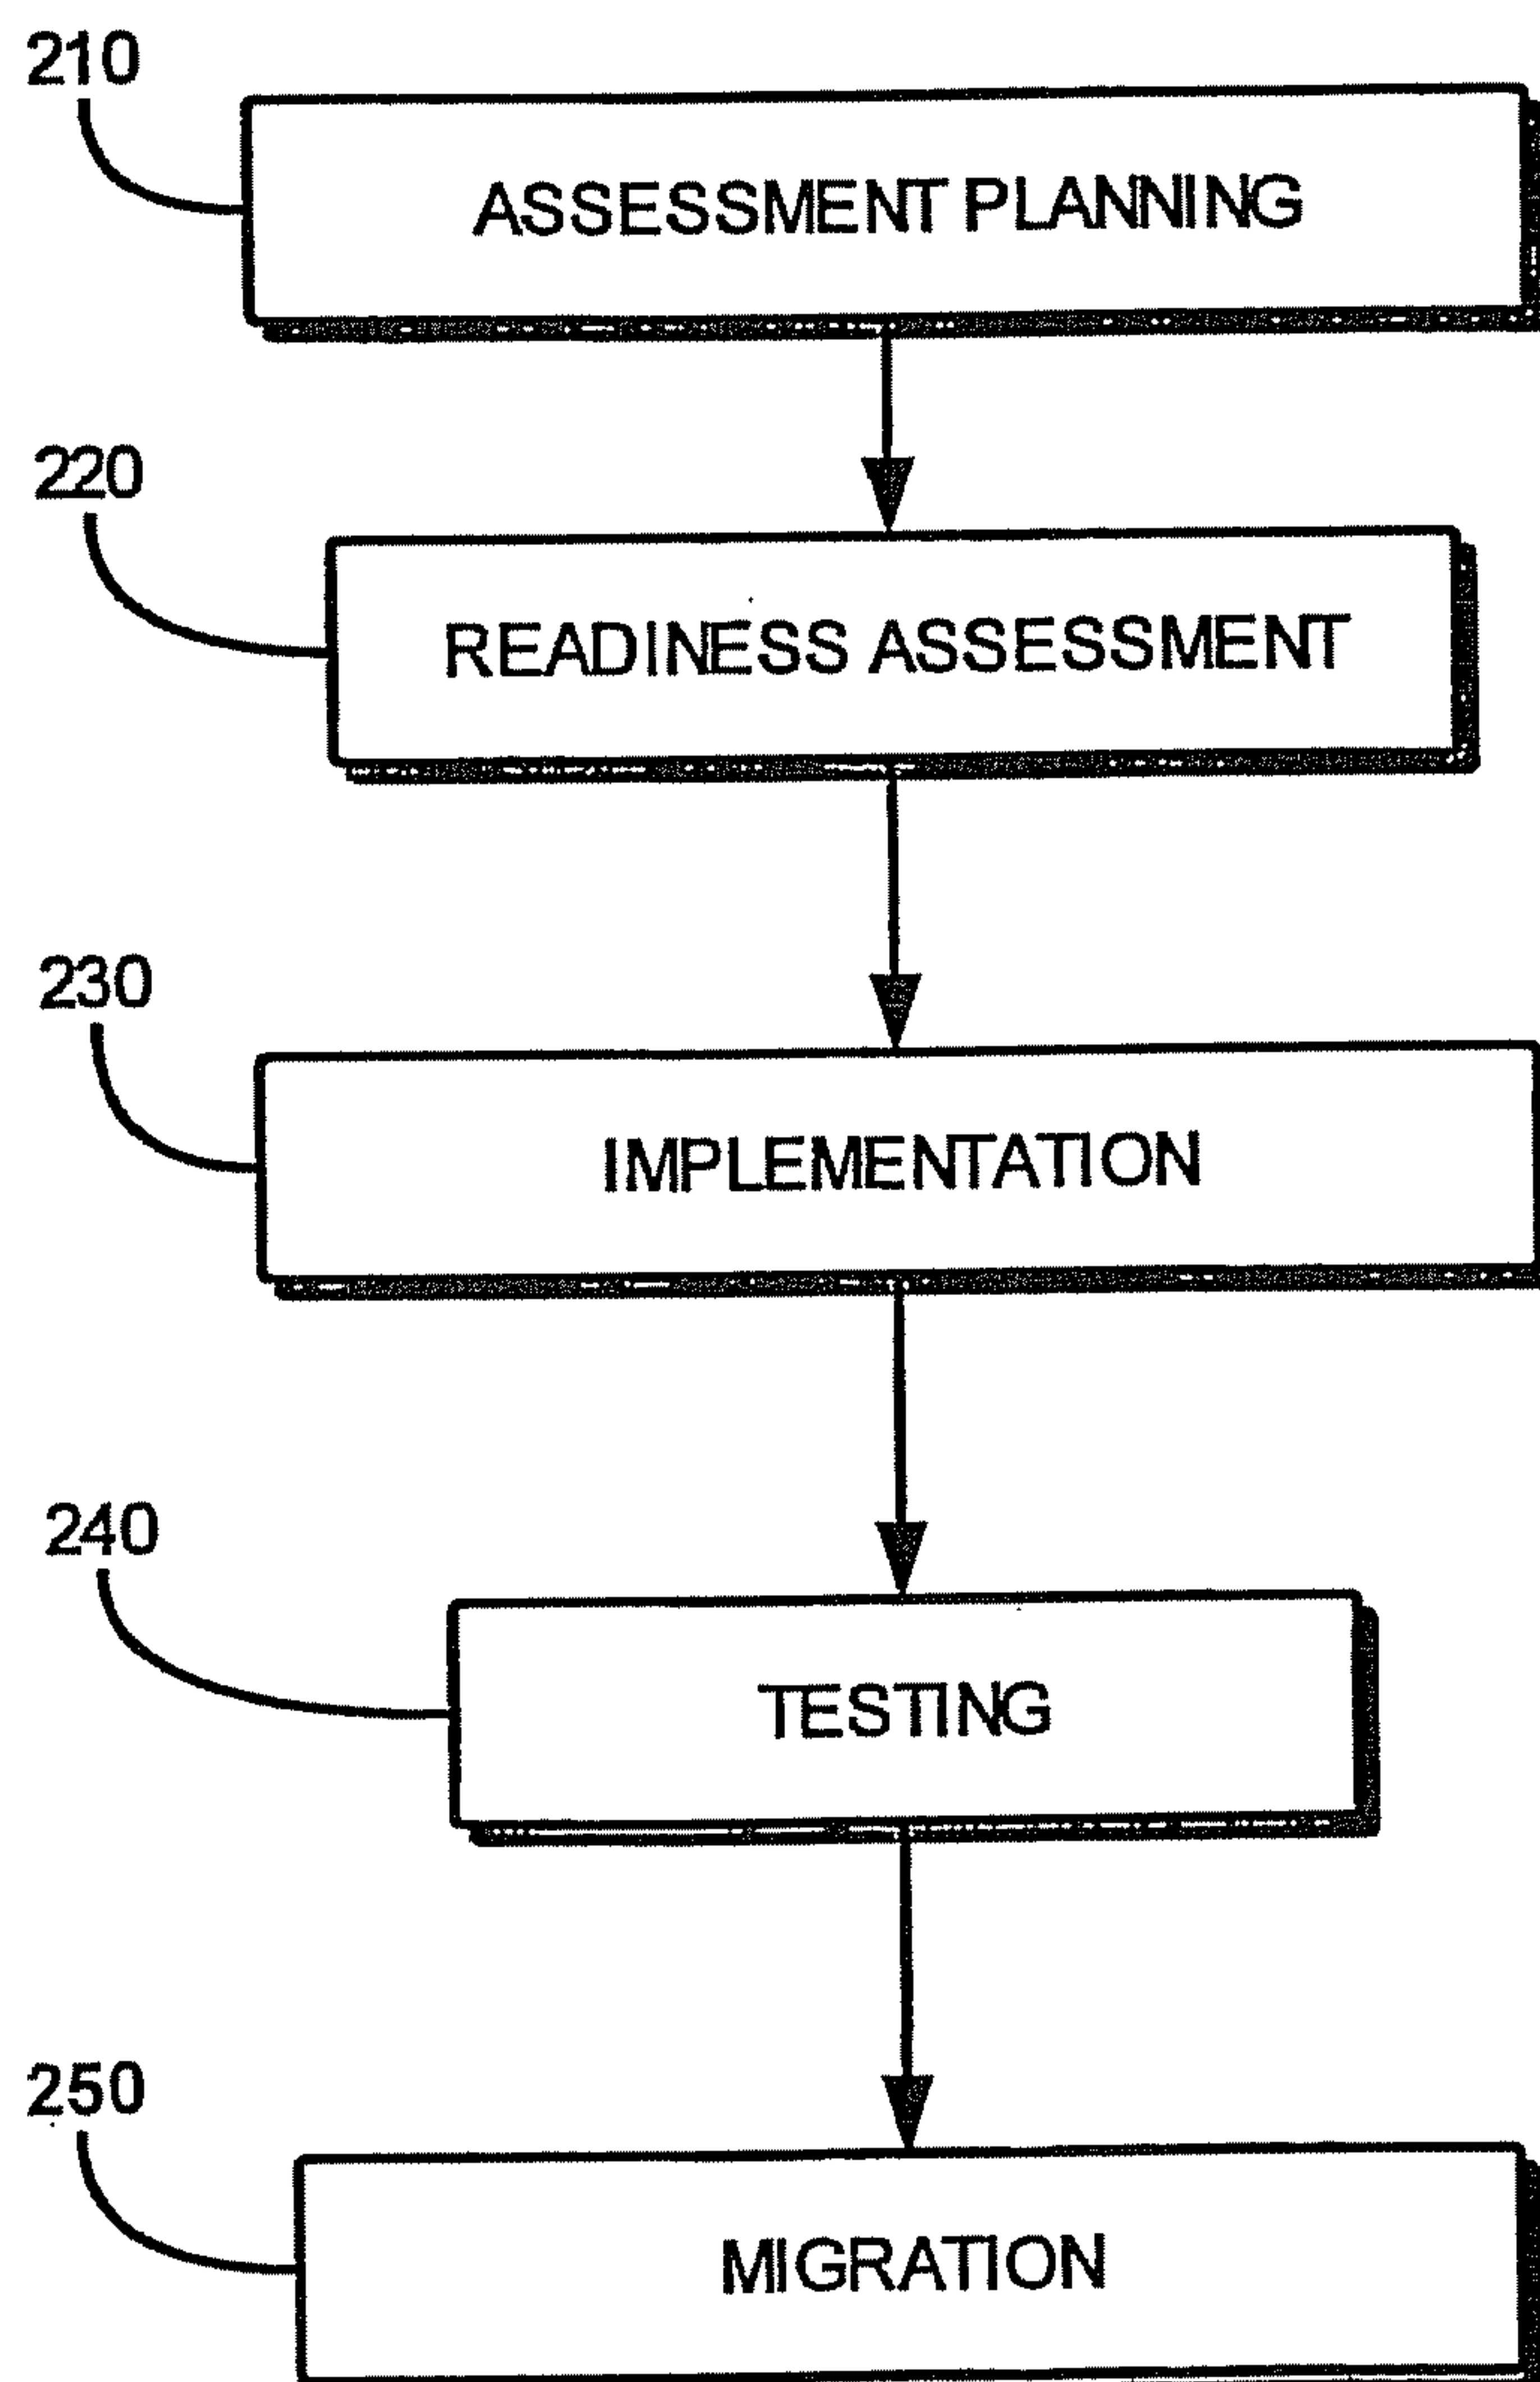 210
ASSESSMENT PLANNING
220
READINESS ASSESSMENT
230
IMPLEMENTATION
240
TESTING
250
MIGRATION